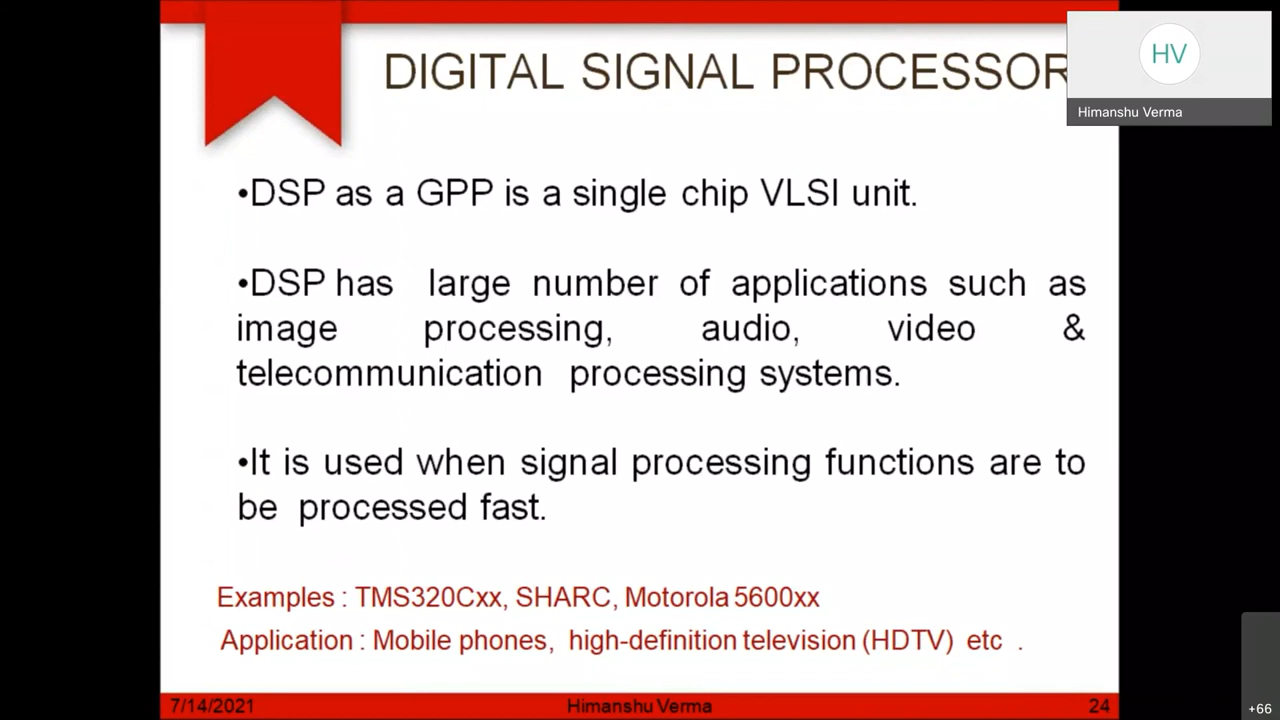 DIGITAL SIGNAL PROCESSOR
HV
Himanshu Verma
•DSP as a GPP is a single chip VLSI unit.
•DSP has large number of applications such as
image processing, audio, video &
telecommunication processing systems.
•It is used when signal processing functions are to
be processed fast.
Examples : TMS320Cxx, SHARC, Motorola 5600xx
Application : Mobile phones, high-definition television (HDTV) etc .
7/14/2021 Himanshu Verma 24
+66